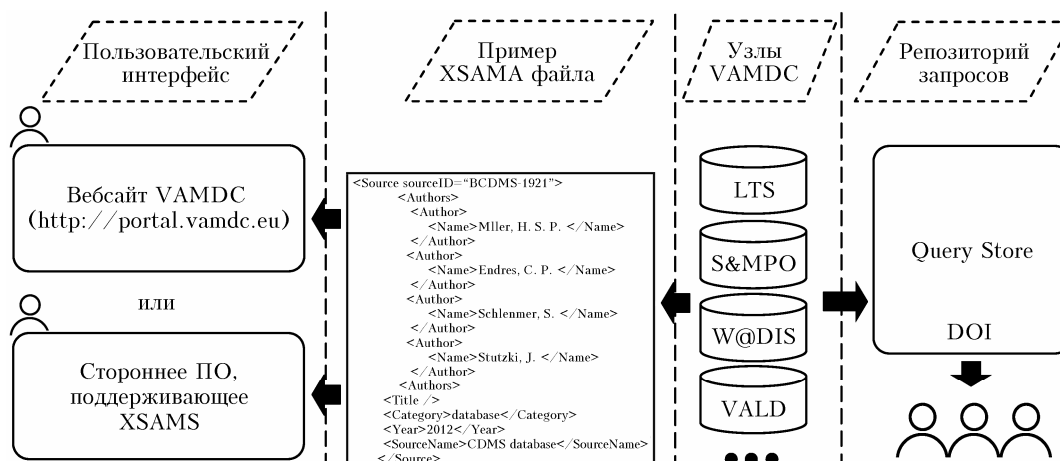 Пользовательский
интерфейс
Пример
XSAMA файла
Узлы
VAMDC
Репозиторий
запросов
Вебсайт VAMDC
(http://portal.vamdc.eu)
или
Стороннее ПО,
поддерживающее
XSAMS
<Source sourceID=“BCDMS-1921”>
<Authors>
<Author>
<Name>Mller, H. S. P. </Name>
</Author>
<Author>
<Name>Endres, C. P. </Name>
</Author>
<Author>
<Name>Schlenmer, S. </Name>
</Author>
<Author>
<Name>Stutzki, J. </Name>
</Author>
<Authors>
<Title />
<Category>database</Category>
<Year>2012</Year>
<SourceName>CDMS database</SourceName>
</Source>
LTS
S&MPO
W@DIS
VALD
Query Store
DOI